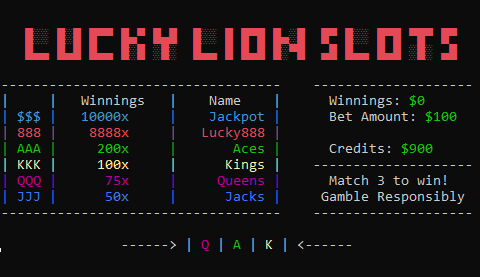 LUCKY LION SLOTS
--------------------------------- --------------------
| | Winnings | Name | Winnings: $0
| $$$ | 10000x | Jackpot | Bet Amount: $100
| 888 | 8888x | Lucky888 |
| AAA | 200x | Aces | Credits: $900
| KKK | 100x | Kings | --------------------
| QQQ | 75x | Queens | Match 3 to win!
| JJJ | 50x | Jacks | Gamble Responsibly
--------------------------------- --------------------
------> | Q | A | K | <------